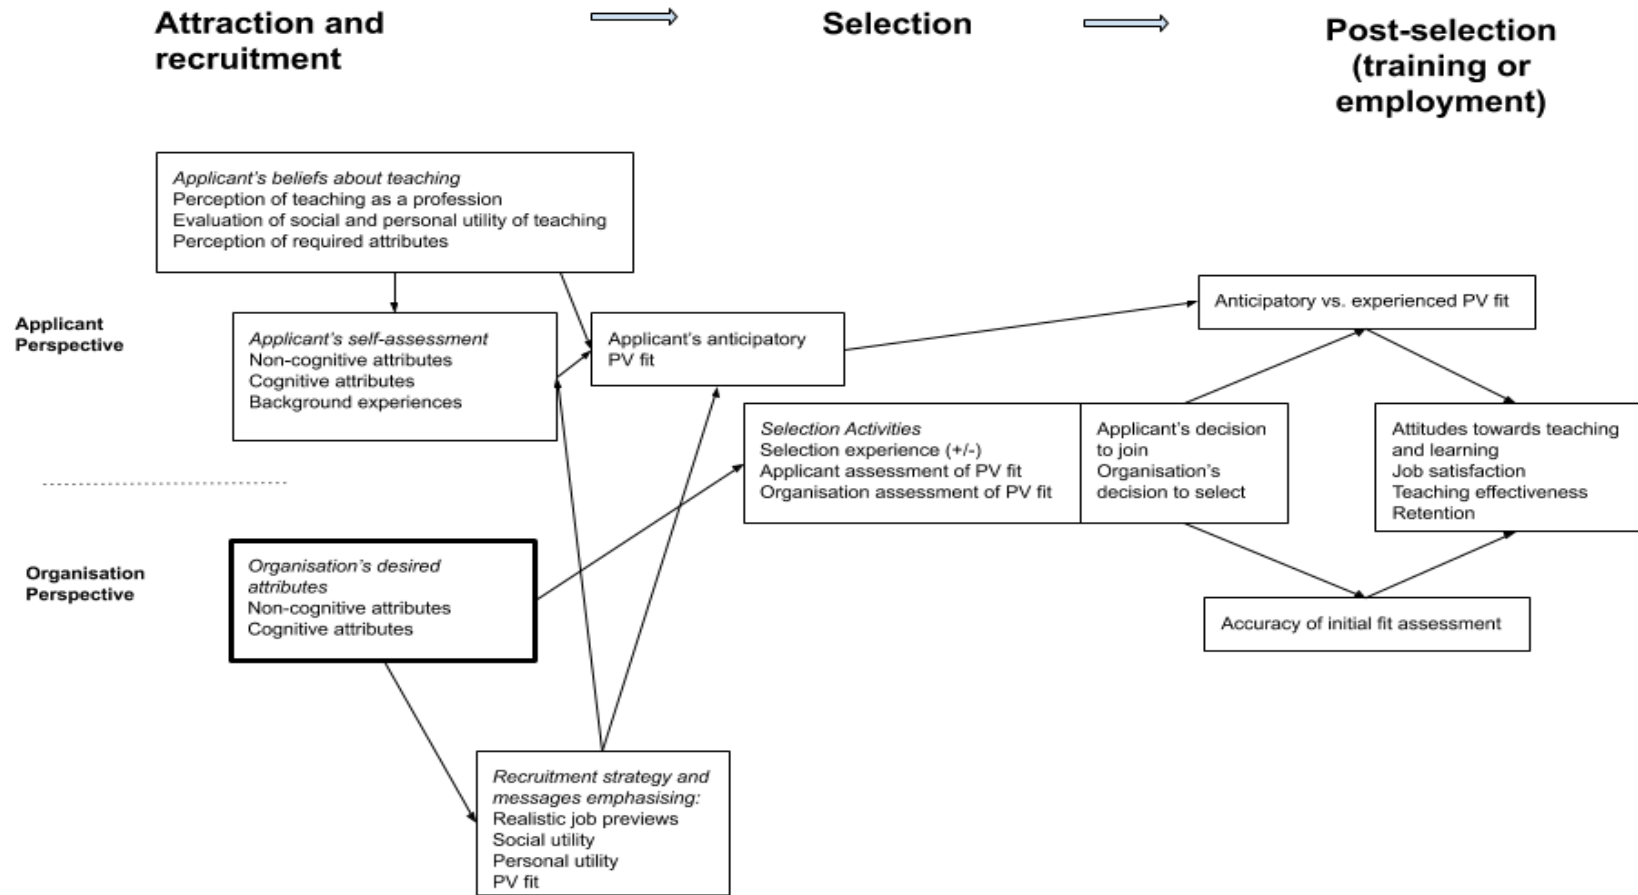 Attraction and
recruitment
Selection
Post-selection
(training or
employment)
Applicant's beliefs about teaching
Perception of teaching as a profession
Evaluation of social and personal utility of teaching
Perception of required attributes
Applicant
Perspective
Applicant's self-assessment
Non-cognitive attributes
Cognitive attributes
Background experiences
Applicant's anticipatory
PV fit
Anticipatory vs. experienced PV fit
Selection Activities
Selection experience (+/-)
Applicant assessment of PV fit
Organisation assessment of PV fit
Applicant's decision
to join
Organisation's
decision to select
Attitudes towards teaching
and learning
Job satisfaction
Teaching effectiveness
Retention
Organisation
Perspective
Organisation's desired
attributes
Non-cognitive attributes
Cognitive attributes
Accuracy of initial fit assessment
Recruitment strategy and
messages emphasising:
Realistic job previews
Social utility
Personal utility
PV fit